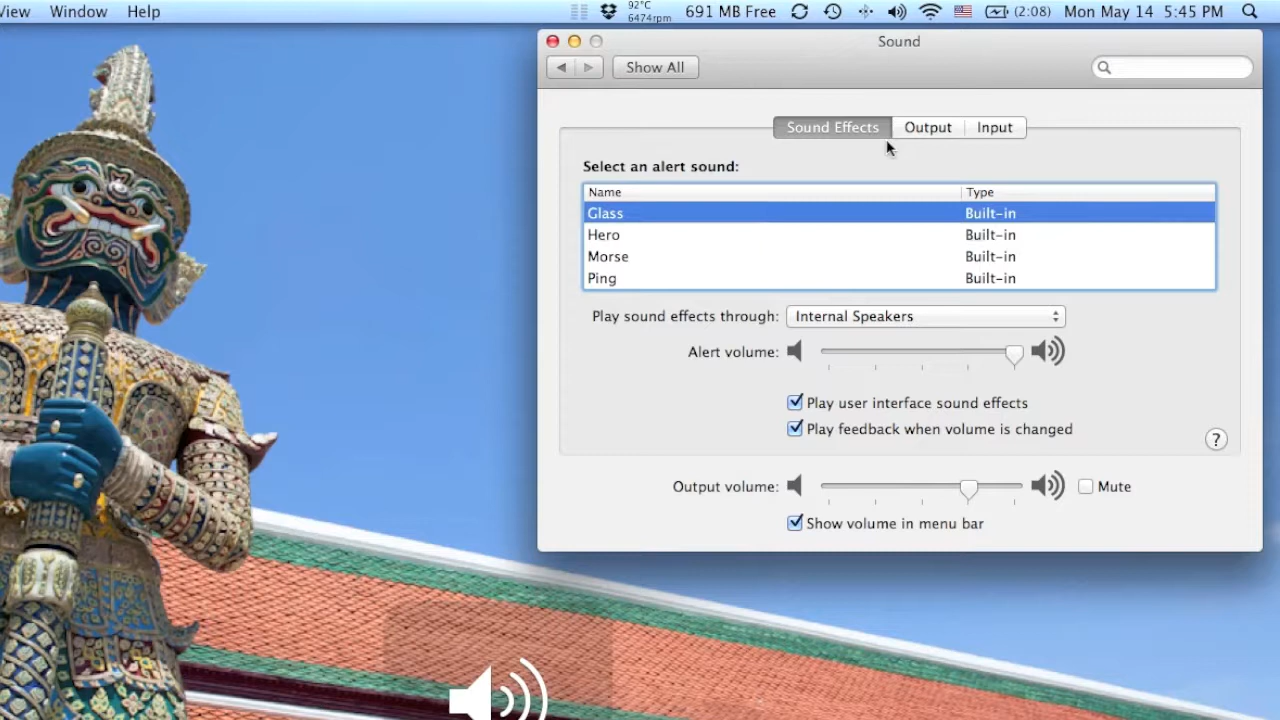 View Window Help 92°C 6474rpm 691 MB Free (2:08) Mon May 14 5:45 PM
Sound
Show All
Sound Effects Output Input
Select an alert sound:
Name Type
Glass Built-in
Hero Built-in
Morse Built-in
Ping Built-in
Play sound effects through: Internal Speakers
Alert volume:
Play user interface sound effects
Play feedback when volume is changed
?
Output volume: Mute
Show volume in menu bar